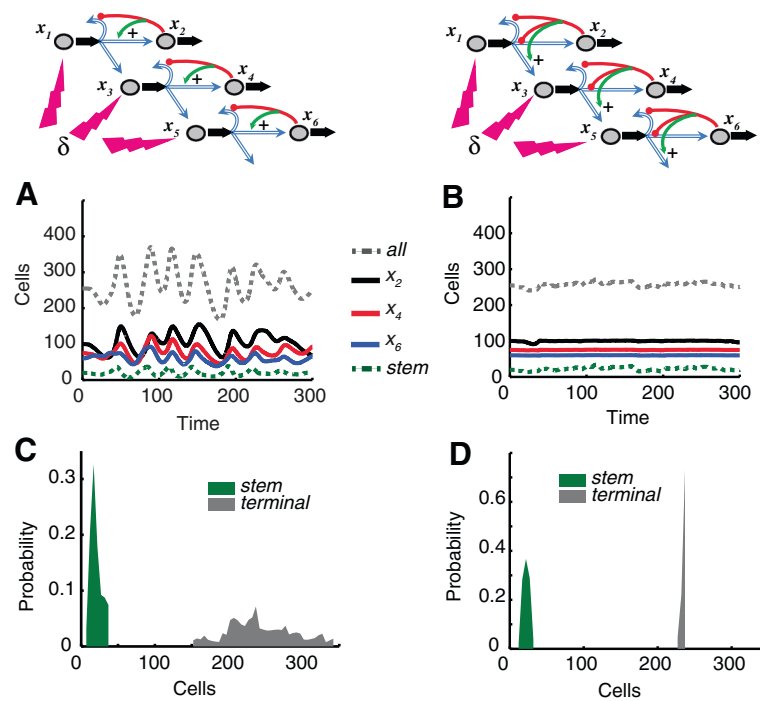 x1
+
x2
x3
+
x4
δ
x5
+
x6
x1
x2
+
x3
x4
+
δ
x5
x6
+
A
Cells
400
300
200
100
0
0
100
200
300
Time
all
x2
x4
x6
stem
B
Cells
400
300
200
100
0
0
100
200
300
Time
C
Probability
0.3
0.2
0.1
0
0
100
200
300
Cells
stem
terminal
D
Probability
0.6
0.4
0.2
0
0
100
200
300
Cells
stem
terminal